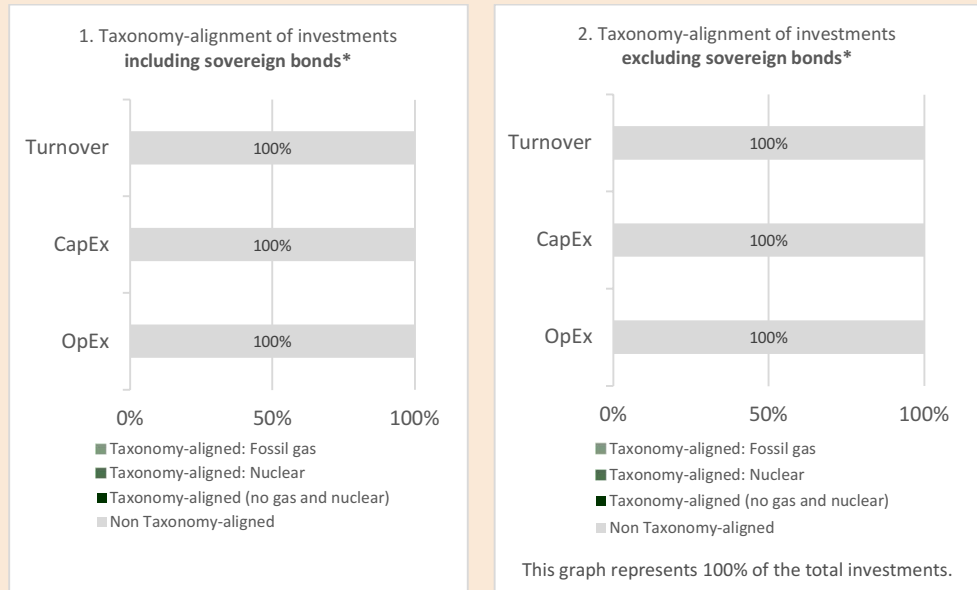 1. Taxonomy-alignment of investments
including sovereign bonds*
Turnover
100%
CapEx
100%
OpEx
100%
0%
50%
100%
Taxonomy-aligned: Fossil gas
Taxonomy-aligned: Nuclear
Taxonomy-aligned (no gas and nuclear)
Non Taxonomy-aligned
2. Taxonomy-alignment of investments
excluding sovereign bonds*
Turnover
100%
CapEx
100%
OpEx
100%
0%
50%
100%
Taxonomy-aligned: Fossil gas
Taxonomy-aligned: Nuclear
Taxonomy-aligned (no gas and nuclear)
Non Taxonomy-aligned
This graph represents 100% of the total investments.